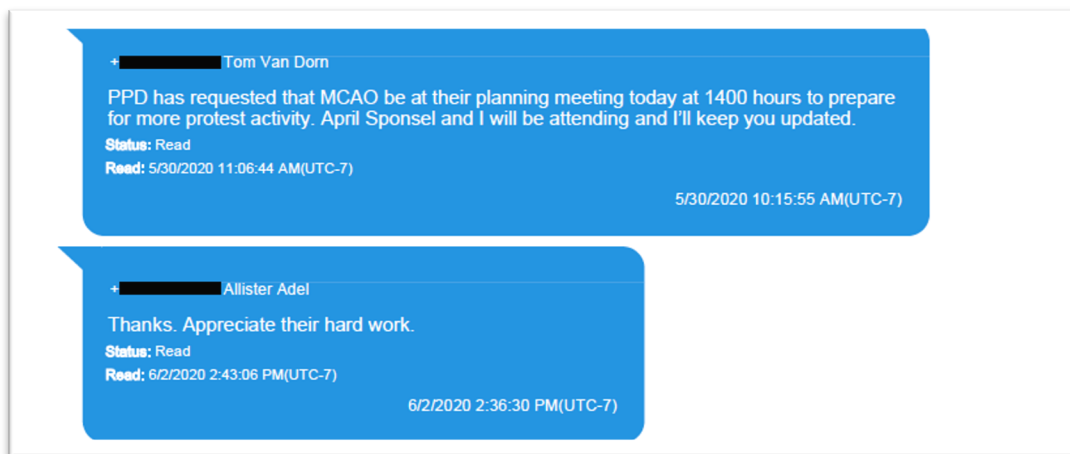 + Tom Van Dorn
PPD has requested that MCAO be at their planning meeting today at 1400 hours to prepare
for more protest activity. April Sponsel and I will be attending and I'll keep you updated.
Status: Read
Read: 5/30/2020 11:06:44 AM(UTC-7)
5/30/2020 10:15:55 AM(UTC-7)
+ Allister Adel
Thanks. Appreciate their hard work.
Status: Read
Read: 6/2/2020 2:43:06 PM(UTC-7)
6/2/2020 2:36:30 PM(UTC-7)